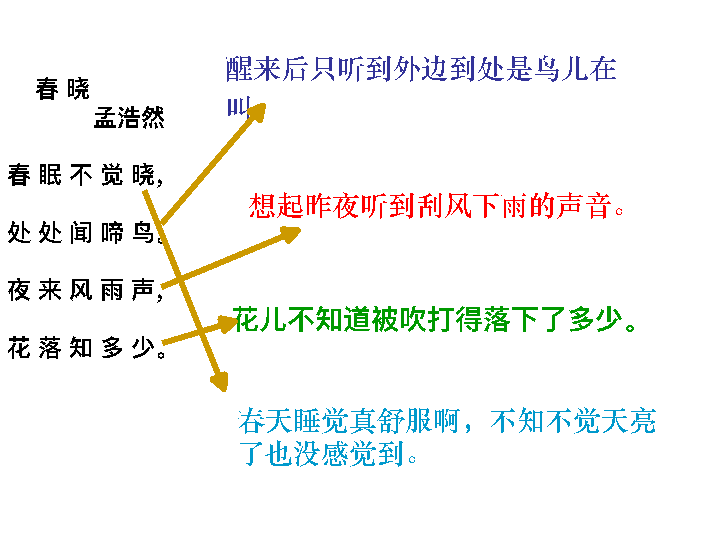 春 晓
孟浩然
春 眠 不 觉 晓，
处 处 闻 啼 鸟。
夜 来 风 雨 声，
花 落 知 多 少。
醒来后只听到外边到处是鸟儿在
叫
想起昨夜听到刮风下雨的声音。
花儿不知道被吹打得落下了多少。
春天睡觉真舒服啊，不知不觉天亮
了也没感觉到。